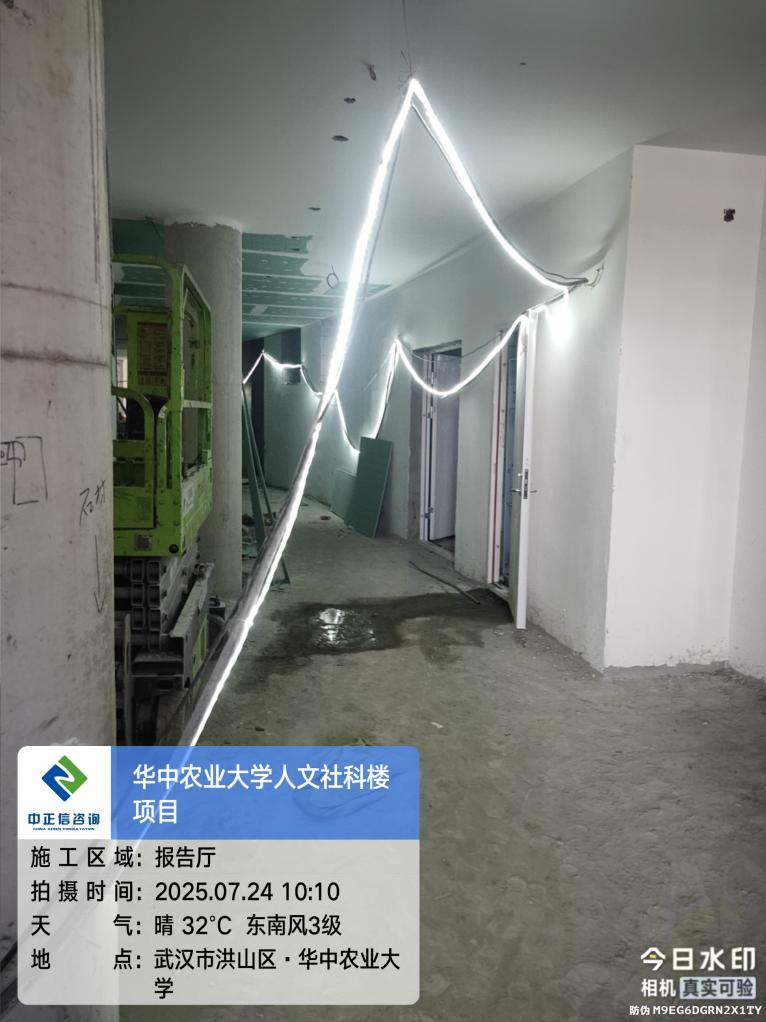 石材
中正信咨询
华中农业大学人文社科楼
项目
施工区域：报告厅
拍摄时间：2025.07.24 10:10
天气：晴 32°C 东南风3级
地点：武汉市洪山区·华中农业大
学
今日水印
相机 真实可验
防伪 M9EG6DGRN2X1TY